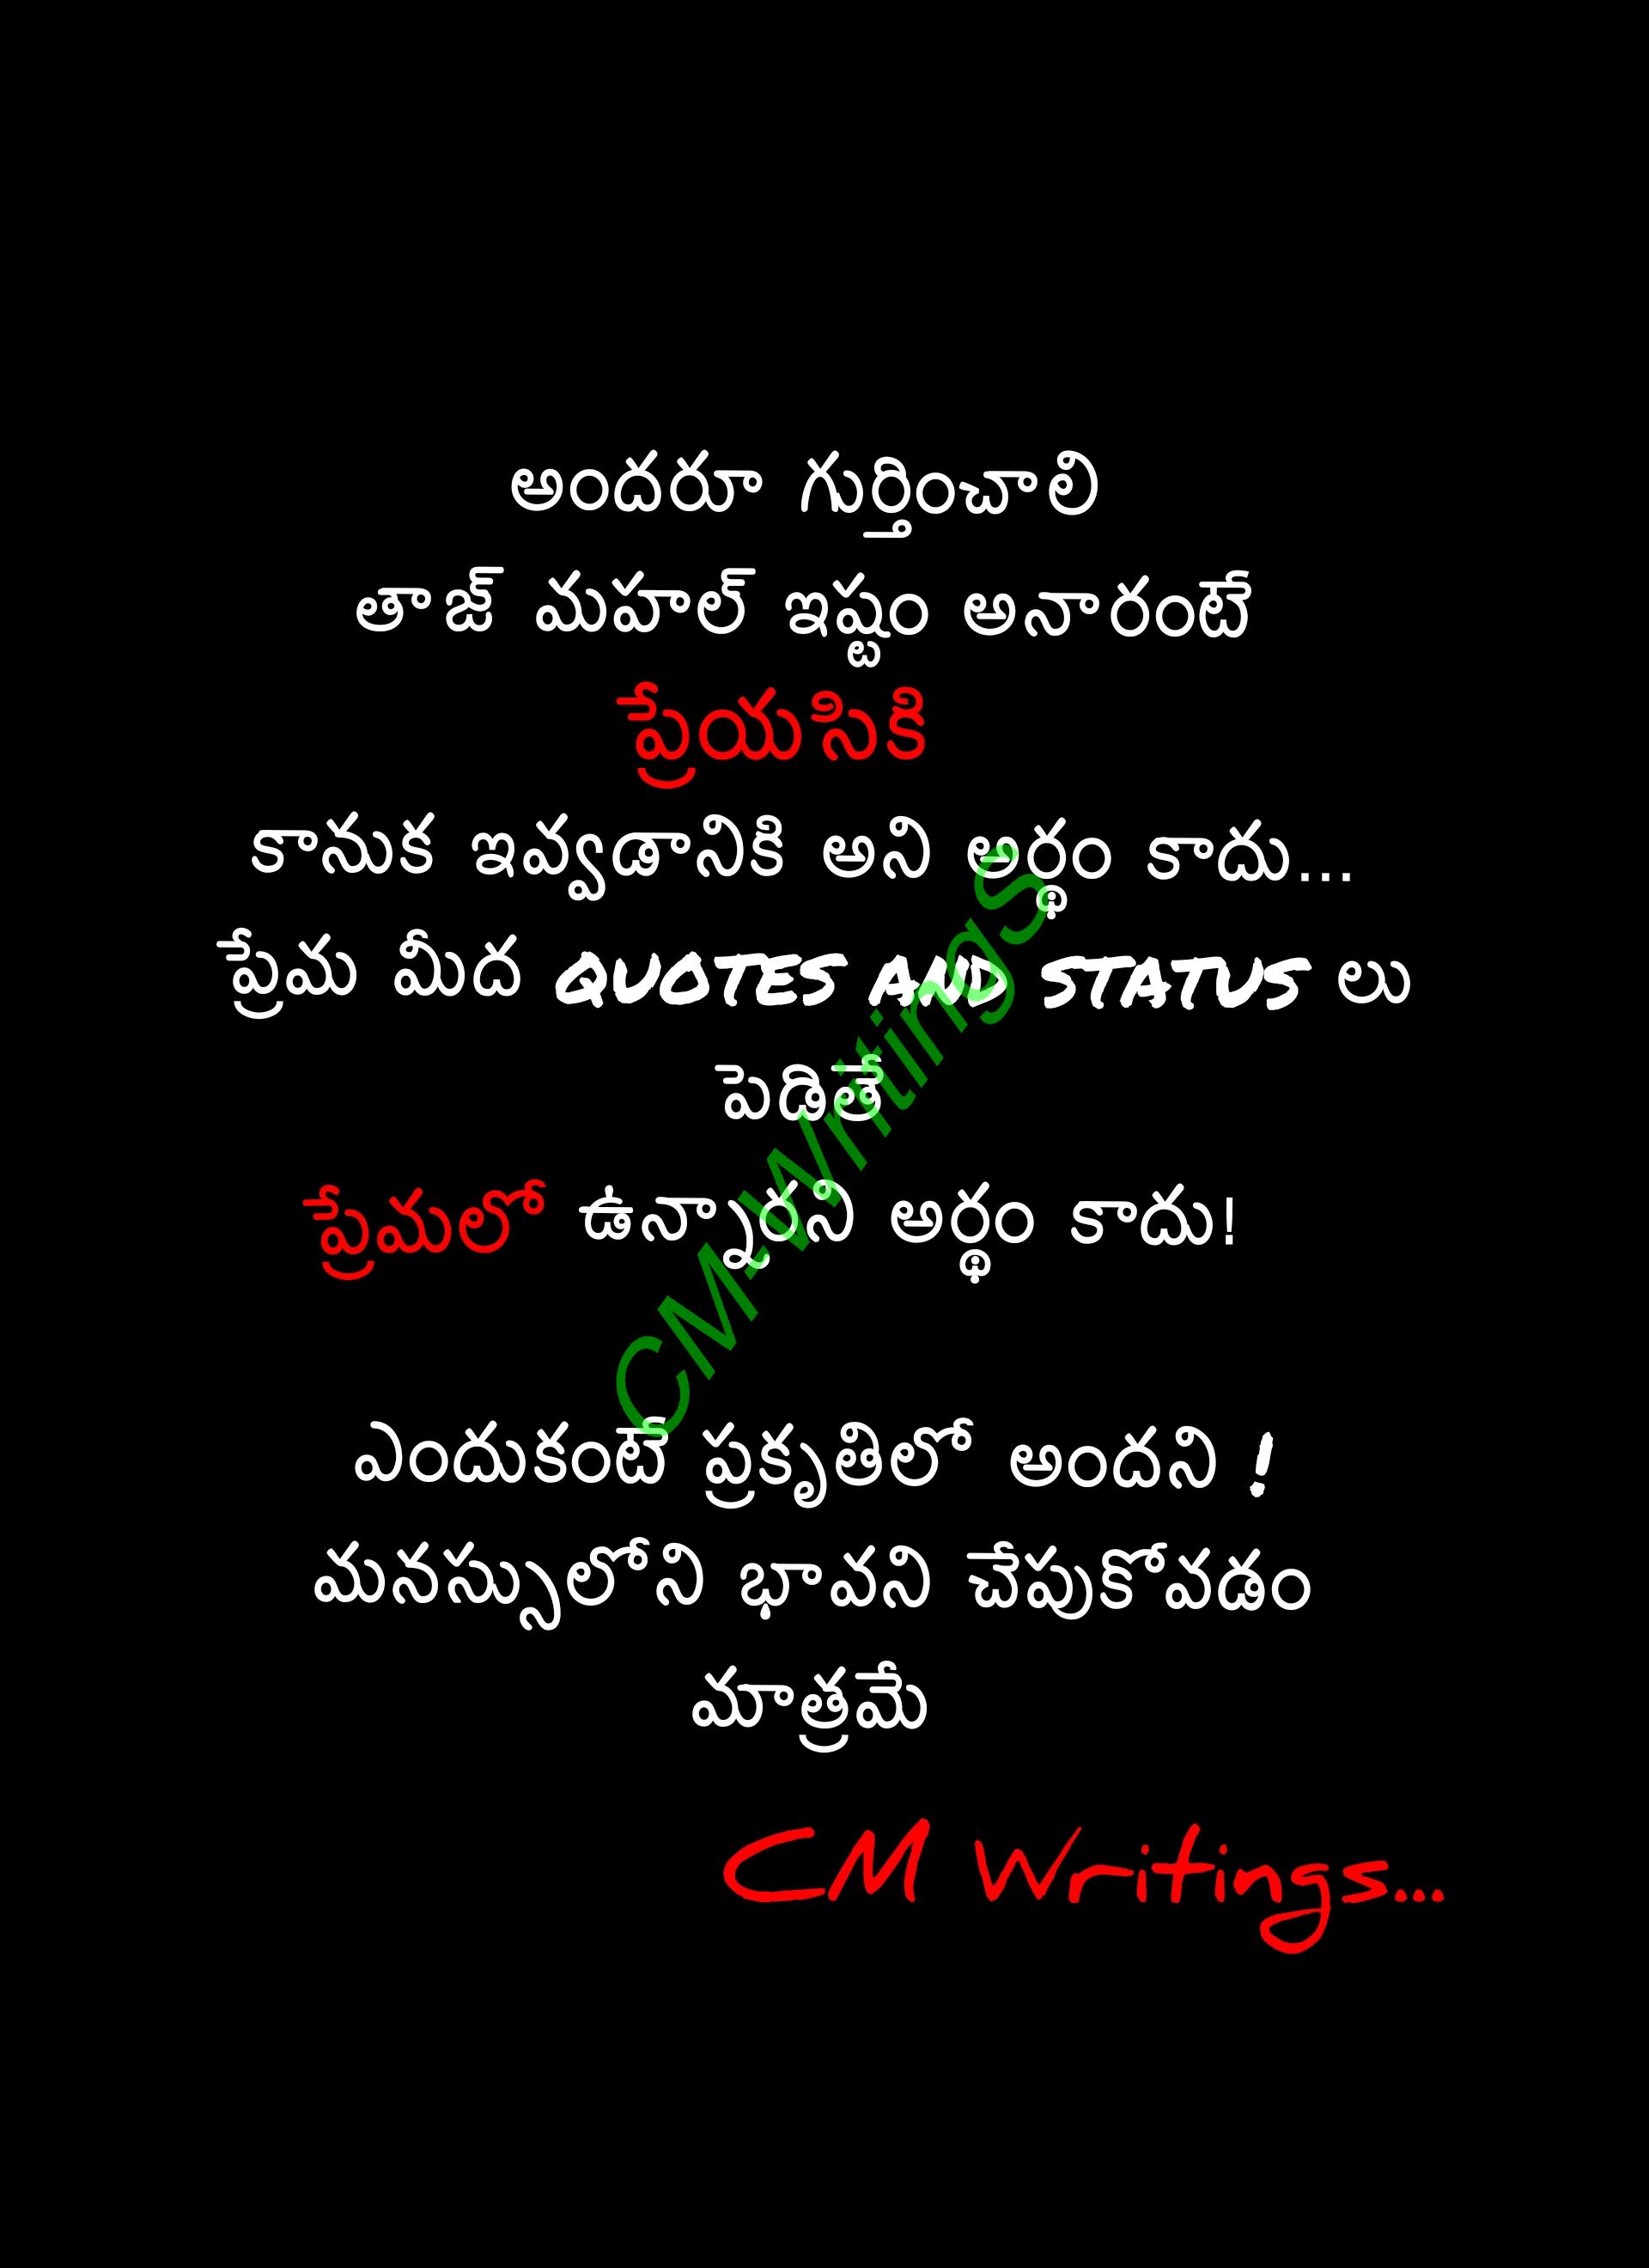 అందరూ గుర్తించాలి
తాజ్ మహల్ ఇష్టం అనారంటే
ప్రేయసికి
కానుక ఇవ్వడానికి అని అర్థం కాదు...
ప్రేమ మీద QUOTES AND STATUS లు
పెడితే
ప్రేమలో ఉన్నారని అర్థం కాదు!
ఎందుకంటే ప్రకృతిలో అందని !
మనస్సులోని భావని చేపుకోవడం
మాత్రమే
CM Writings...
CM-WritingS